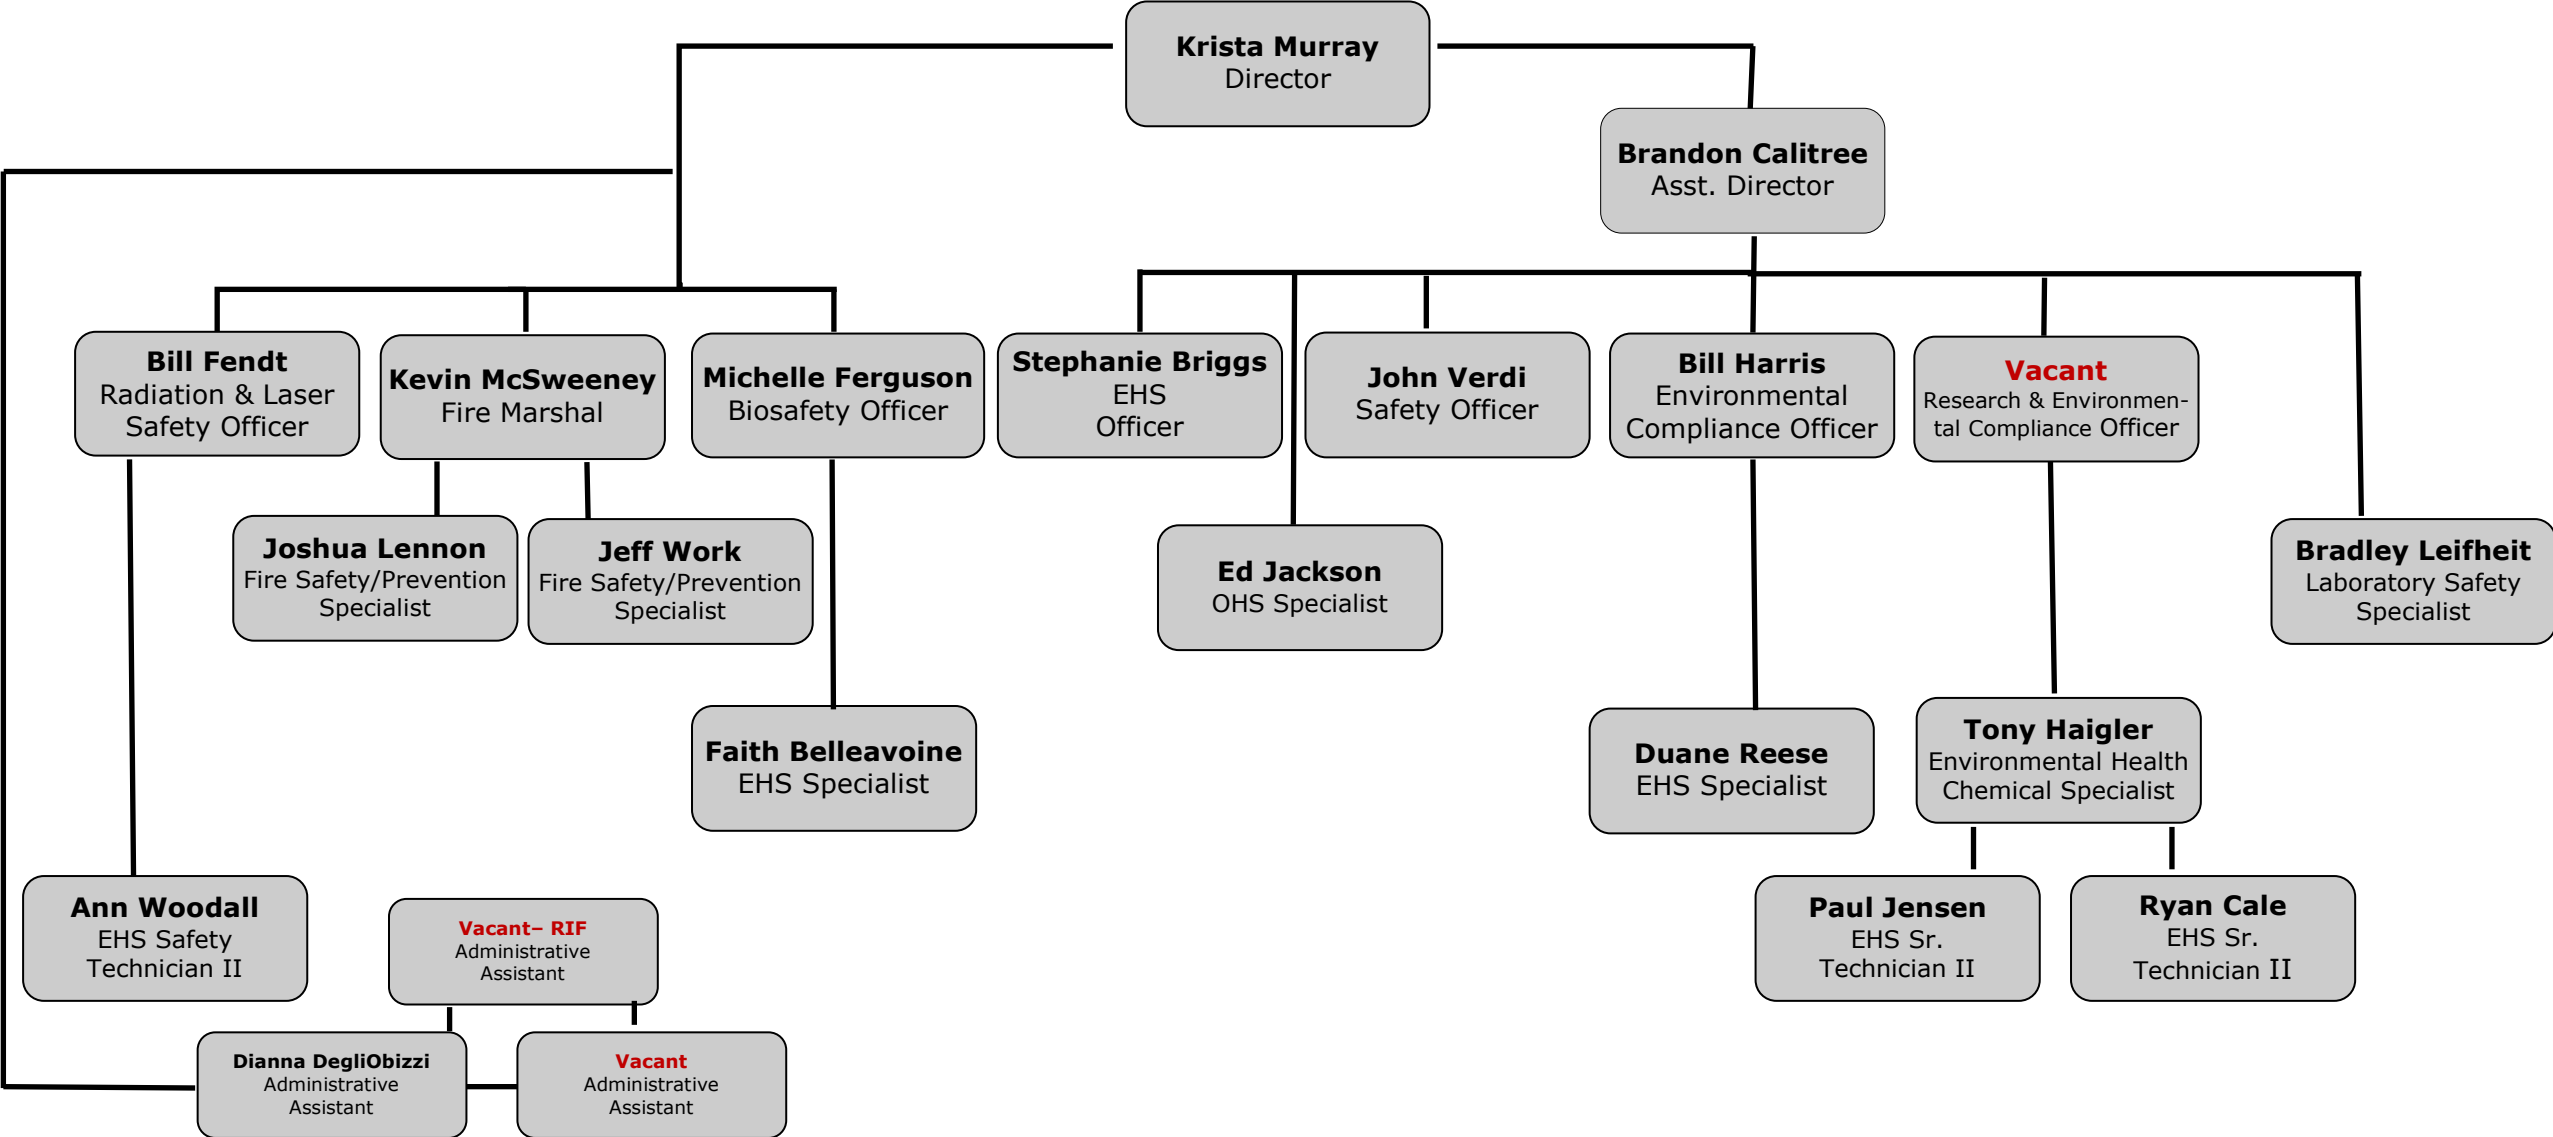 Krista Murray
Director
Brandon Calitree
Asst. Director
Bill Fendt
Radiation & Laser
Safety Officer
Kevin McSweeney
Fire Marshal
Michelle Ferguson
Biosafety Officer
Stephanie Briggs
EHS
Officer
John Verdi
Safety Officer
Bill Harris
Environmental
Compliance Officer
Vacant
Research & Environmen-
tal Compliance Officer
Joshua Lennon
Fire Safety/Prevention
Specialist
Jeff Work
Fire Safety/Prevention
Specialist
Ed Jackson
OHS Specialist
Bradley Leifheit
Laboratory Safety
Specialist
Faith Belleavoine
EHS Specialist
Duane Reese
EHS Specialist
Tony Haigler
Environmental Health
Chemical Specialist
Ann Woodall
EHS Safety
Technician II
Vacant– RIF
Administrative
Assistant
Paul Jensen
EHS Sr.
Technician II
Ryan Cale
EHS Sr.
Technician II
Dianna DegliObizzi
Administrative
Assistant
Vacant
Administrative
Assistant